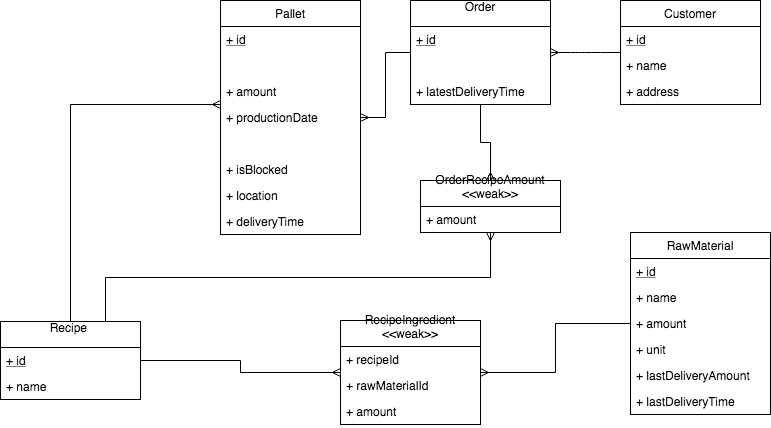 Pallet
+ id
+ amount
+ productionDate
+ isBlocked
+ location
+ deliveryTime
Order
+ id
+ latestDeliveryTime
Customer
+ id
+ name
+ address
OrderRecipeAmount
<<weak>>
+ amount
RawMaterial
+ id
+ name
+ amount
+ unit
+ lastDeliveryAmount
+ lastDeliveryTime
Recipe
+ id
+ name
RecipeIngredient
<<weak>>
+ recipeId
+ rawMaterialId
+ amount